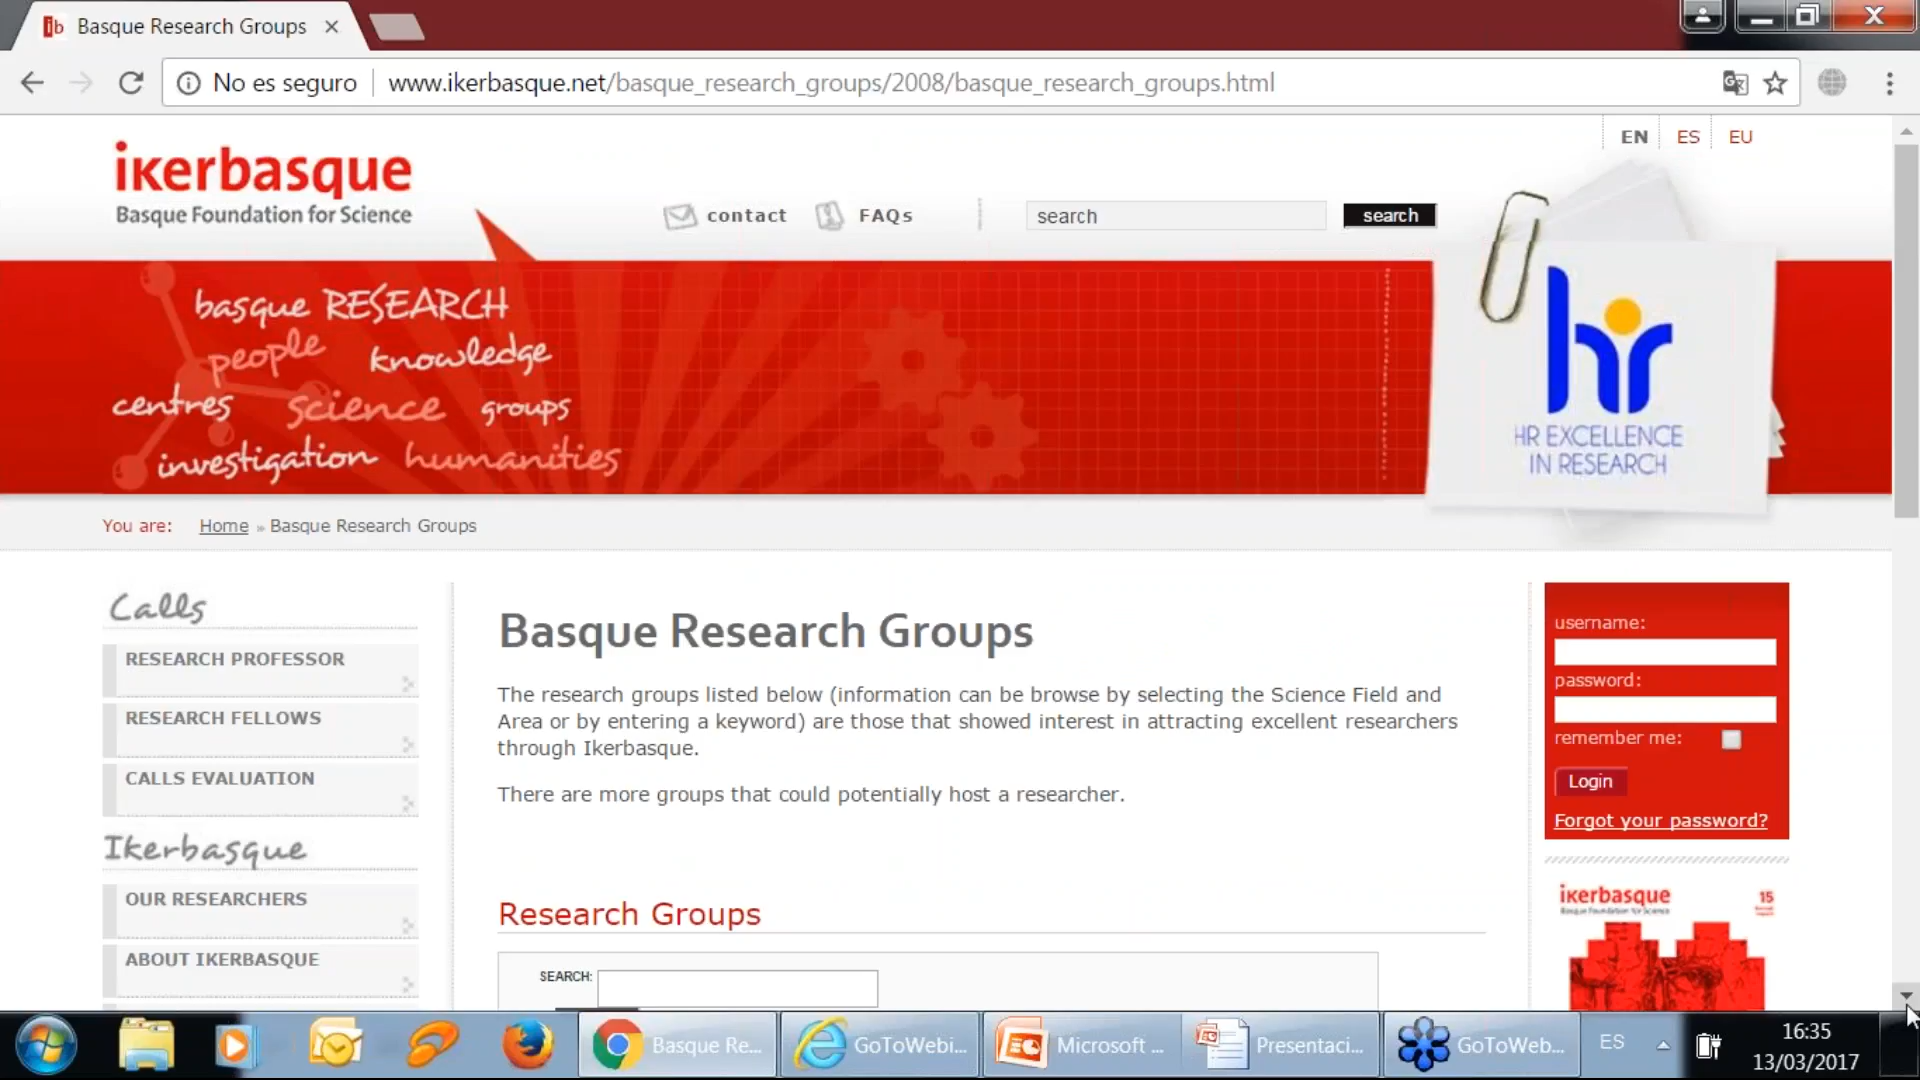 Basque Research Groups
No es seguro www.ikerbasque.net/basque_research_groups/2008/basque_research_groups.html
EN ES EU
ikerbasque
Basque Foundation for Science
contact FAQs search search
basque RESEARCH
people knowledge
centres science groups
investigation humanities
hr
HR EXCELLENCE
IN RESEARCH
You are: Home » Basque Research Groups
Calls
RESEARCH PROFESSOR
RESEARCH FELLOWS
CALLS EVALUATION
Ikerbasque
OUR RESEARCHERS
ABOUT IKERBASQUE
Basque Research Groups
The research groups listed below (information can be browse by selecting the Science Field and
Area or by entering a keyword) are those that showed interest in attracting excellent researchers
through Ikerbasque.
There are more groups that could potentially host a researcher.
Research Groups
SEARCH:
username:
password:
remember me:
Login
Forgot your password?
ikerbasque
Basque Foundation for Science
15
Basque Re...
GoToWebi...
Microsoft ...
Presentaci...
GoToWeb...
ES
16:35
13/03/2017